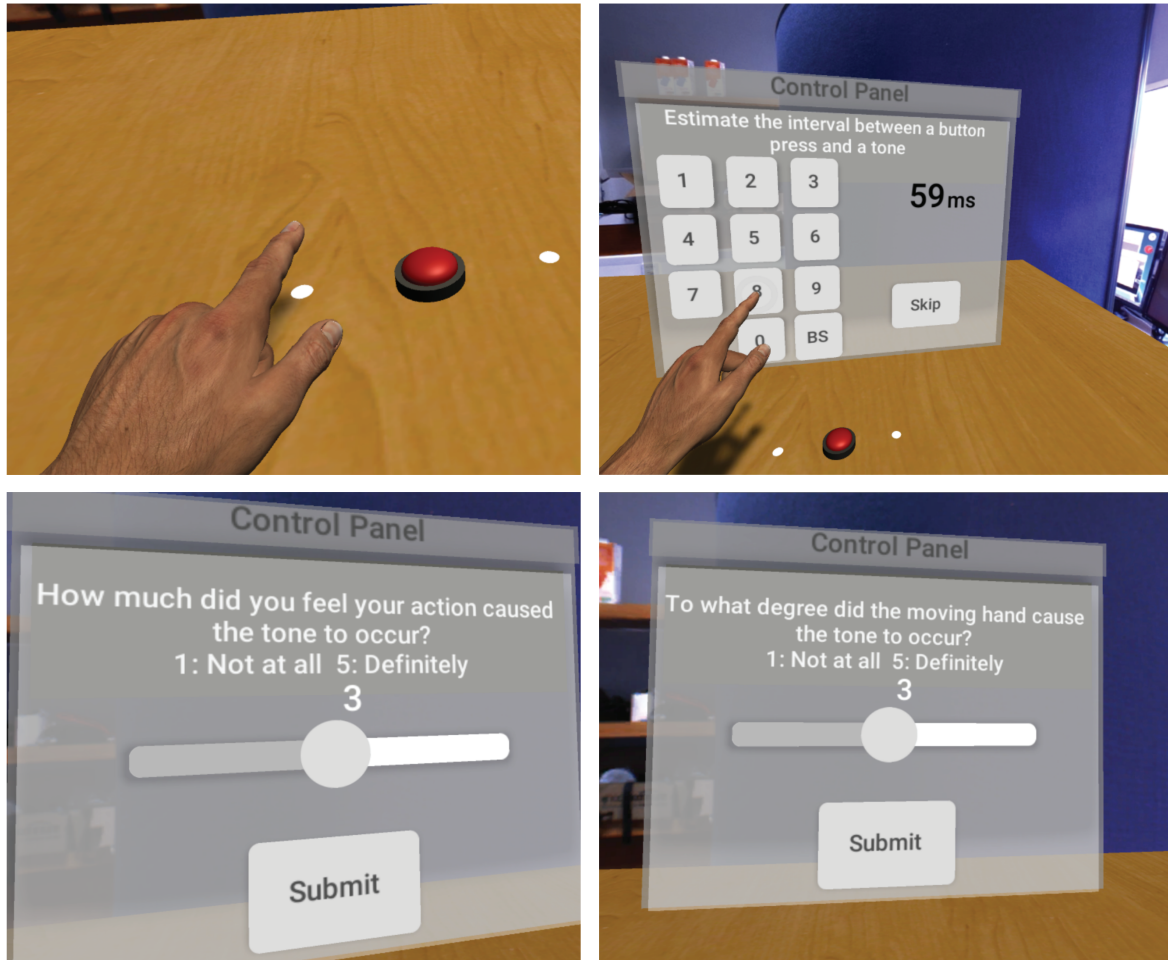 Control Panel
Estimate the interval between a button
press and a tone
1 2 3
59ms
4 5 6
7 8 9
Skip
0 BS
Control Panel
How much did you feel your action caused
the tone to occur?
1: Not at all 5: Definitely
3
Submit
Control Panel
To what degree did the moving hand cause
the tone to occur?
1: Not at all 5: Definitely
3
Submit